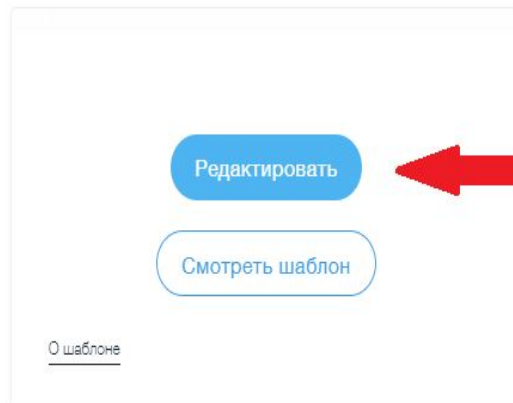 Редактировать
Смотреть шаблон
О шаблоне